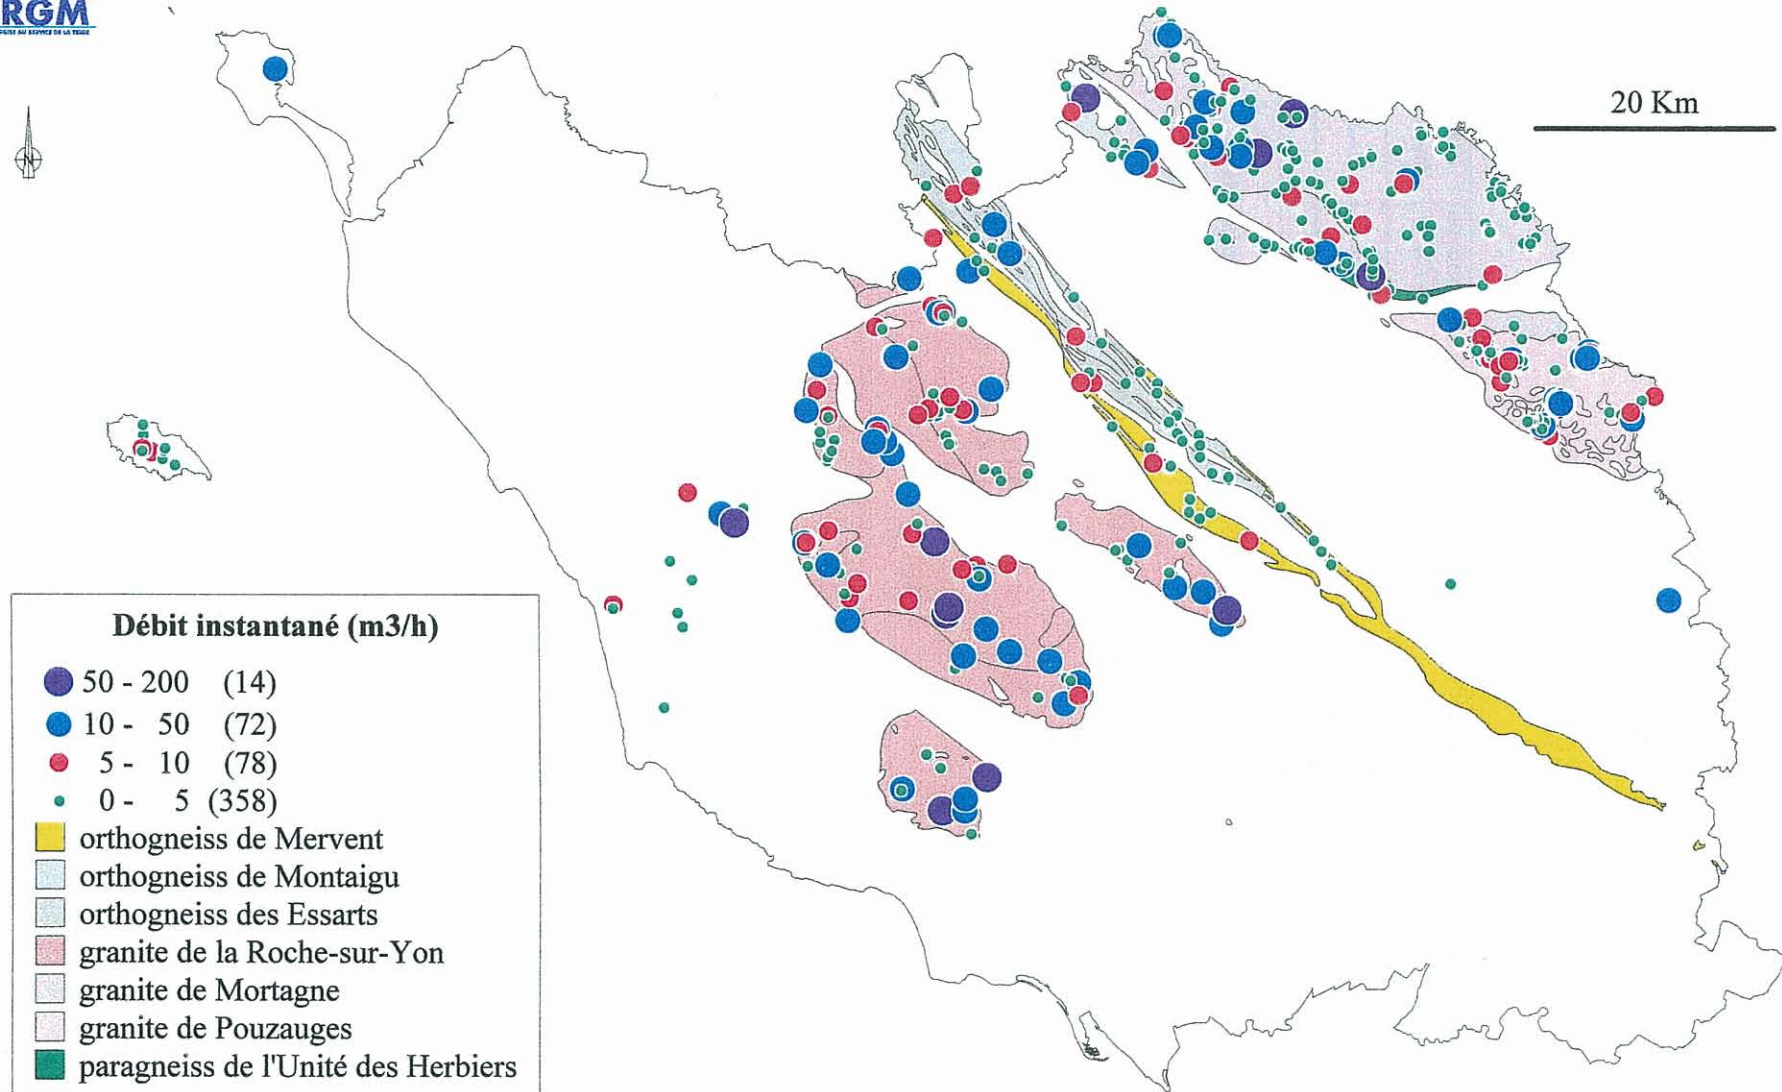 RGM
20 Km
N
Débit instantané (m3/h)
50 - 200 (14)
10 - 50 (72)
5 - 10 (78)
0 - 5 (358)
orthogneiss de Mervent
orthogneiss de Montaigu
orthogneiss des Essarts
granite de la Roche-sur-Yon
granite de Mortagne
granite de Pouzauges
paragneiss de l'Unité des Herbiers